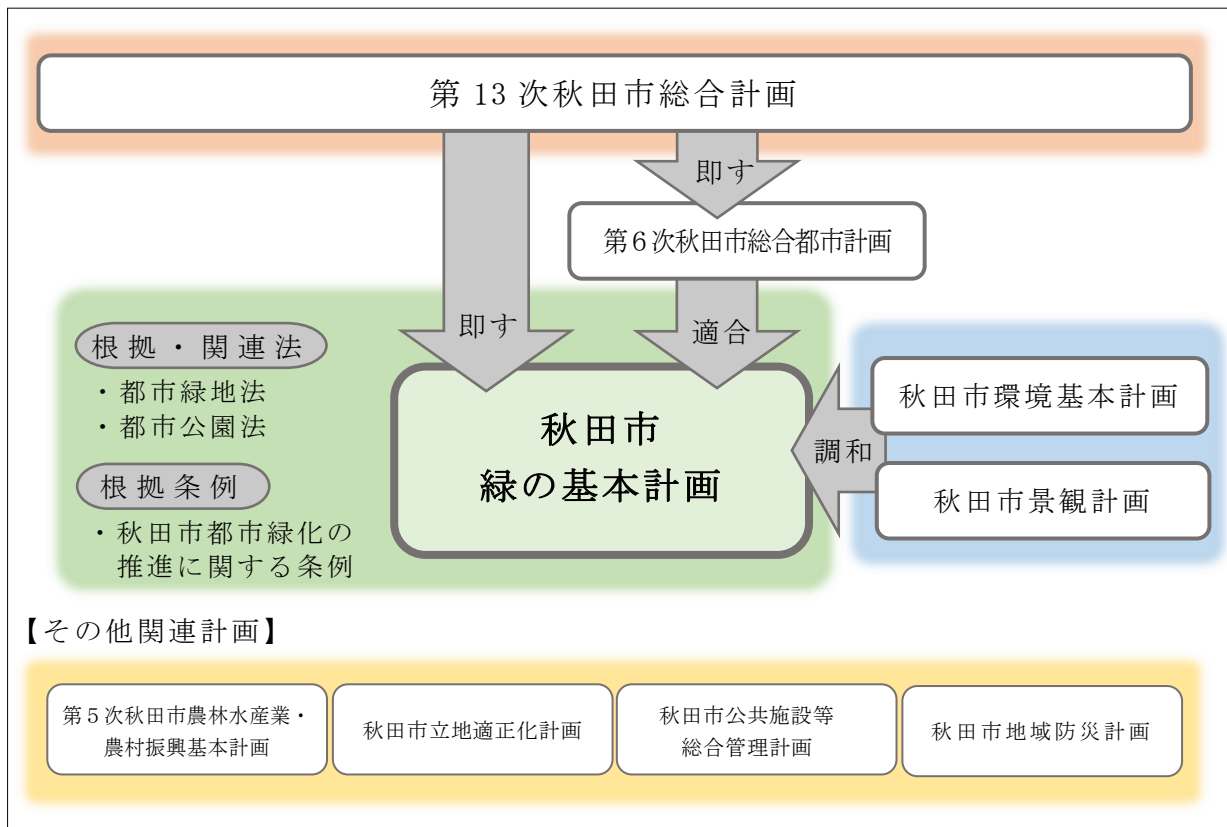 第13次秋田市総合計画
即す
第6次秋田市総合都市計画
即す
適合
根拠・関連法
・都市緑地法
・都市公園法
根拠条例
・秋田市都市緑化の
推進に関する条例
秋田市
緑の基本計画
調和
秋田市環境基本計画
秋田市景観計画
【その他関連計画】
第5次秋田市農林水産業・
農村振興基本計画
秋田市立地適正化計画
秋田市公共施設等
総合管理計画
秋田市地域防災計画